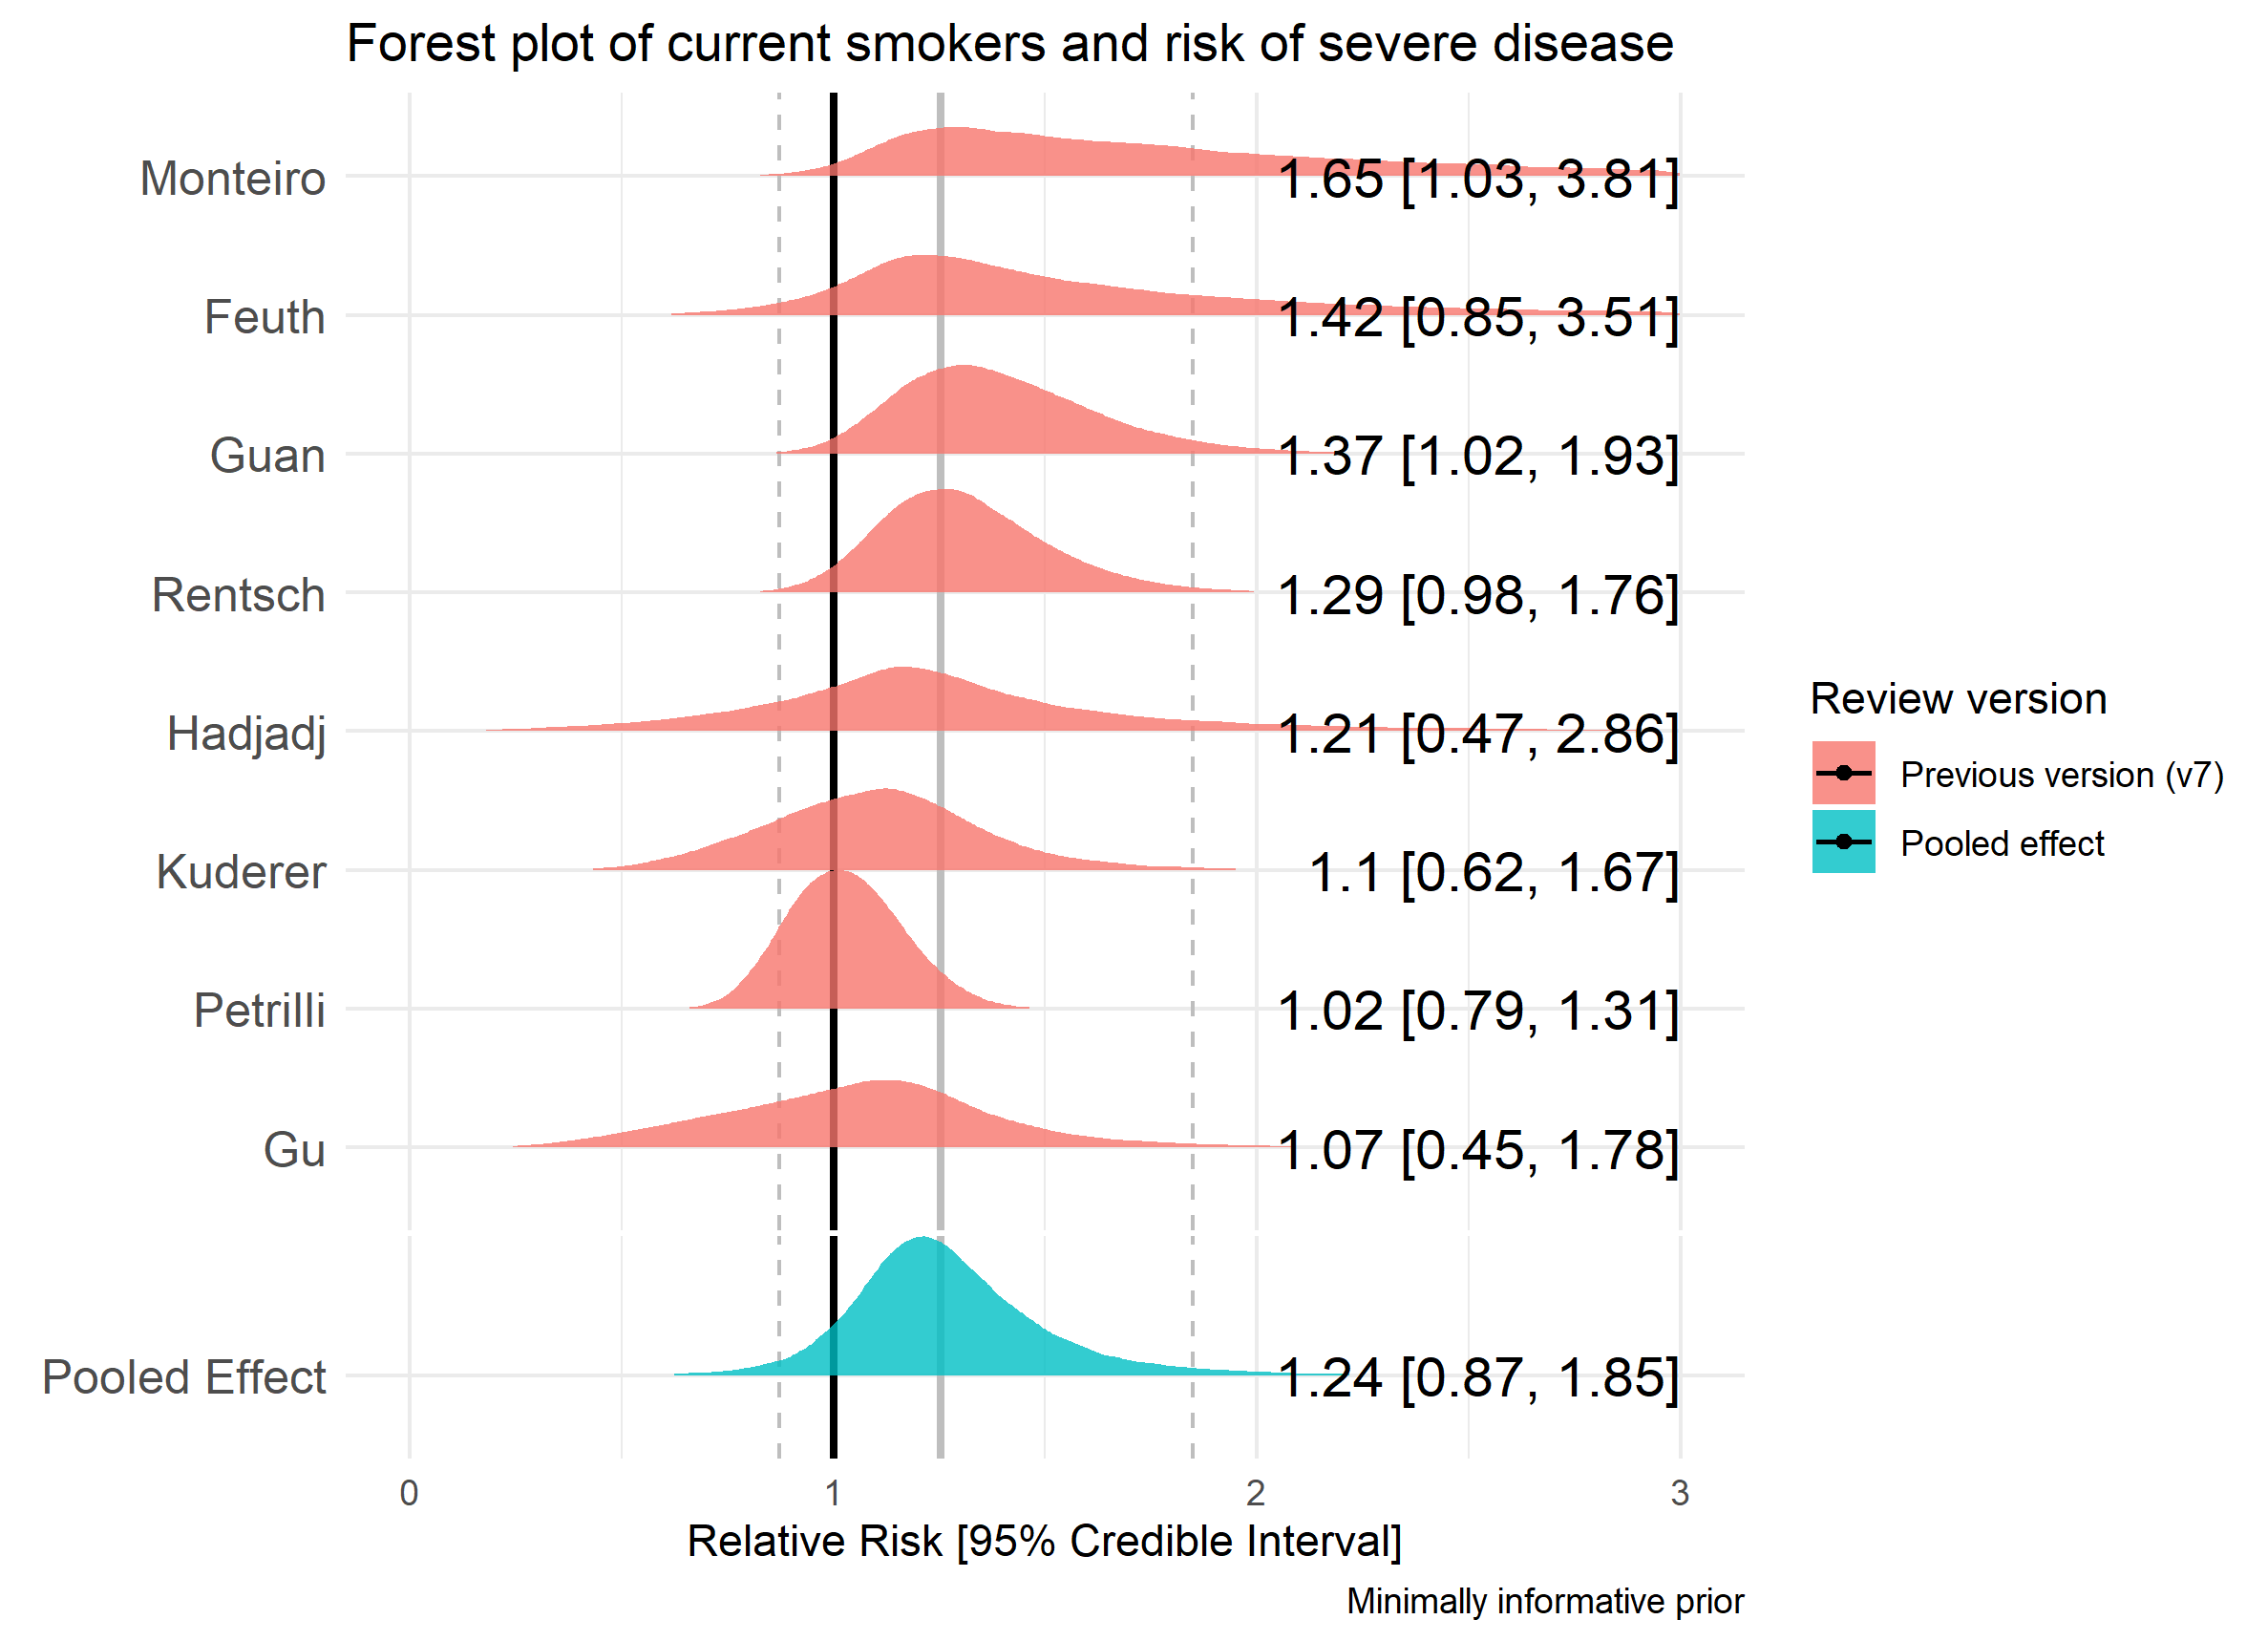 Forest plot of current smokers and risk of severe disease
Monteiro 1.65 [1.03, 3.81]
Feuth 1.42 [0.85, 3.51]
Guan 1.37 [1.02, 1.93]
Rentsch 1.29 [0.98, 1.76]
Hadjadj 1.21 [0.47, 2.86]
Kuderer 1.1 [0.62, 1.67]
Petrilli 1.02 [0.79, 1.31]
Gu 1.07 [0.45, 1.78]
Pooled Effect 1.24 [0.87, 1.85]
0 1 2 3
Relative Risk [95% Credible Interval]
Minimally informative prior
Review version
Previous version (v7)
Pooled effect